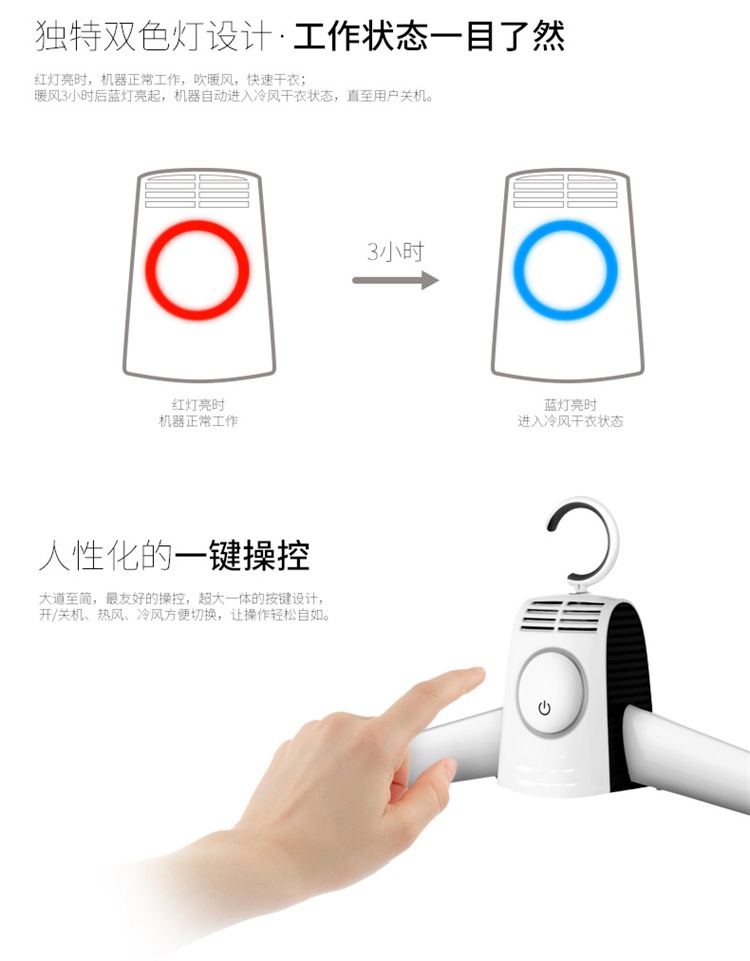 独特双色灯设计·工作状态一目了然
红灯亮时，机器正常工作，吹暖风，快速干衣；
暖风3小时后蓝灯亮起，机器自动进入冷风干衣状态，直至用户关机。
3小时
红灯亮时
机器正常工作
蓝灯亮时
进入冷风干衣状态
人性化的一键操控
大道至简，最友好的操控，超大一体的按键设计，
开/关机、热风、冷风方便切换，让操作轻松自如。